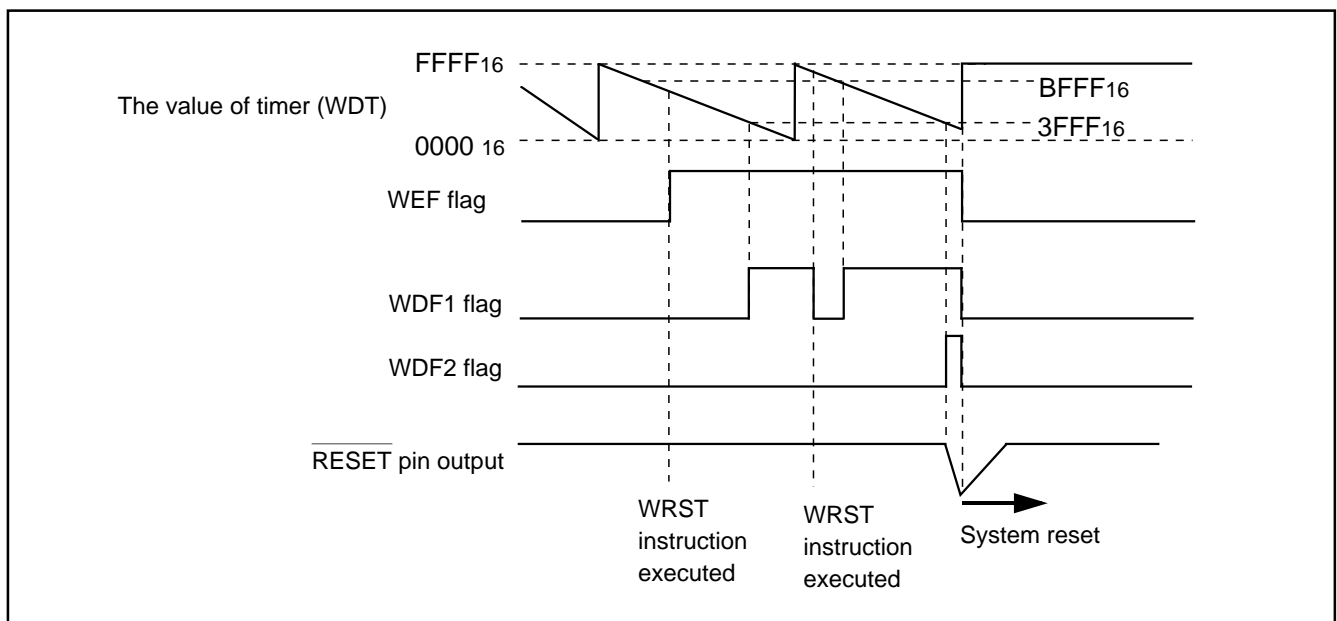 FFFF16
BFFF16
The value of timer (WDT)
3FFF16
0000 16
WEF flag
WDF1 flag
WDF2 flag
RESET pin output
WRST
instruction
executed
WRST
instruction
executed
System reset